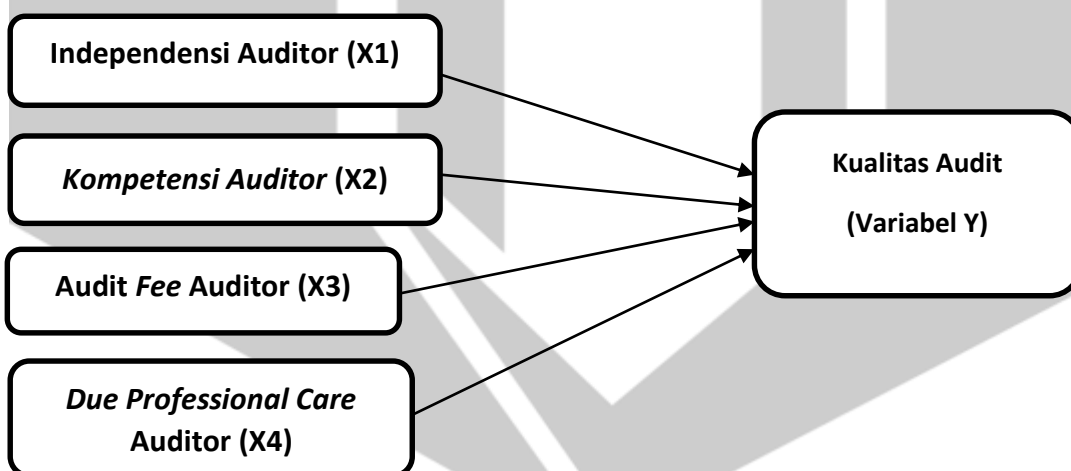 Independensi Auditor (X1)
Kompetensi Auditor (X2)
Audit Fee Auditor (X3)
Due Professional Care
Auditor (X4)
Kualitas Audit
(Variabel Y)